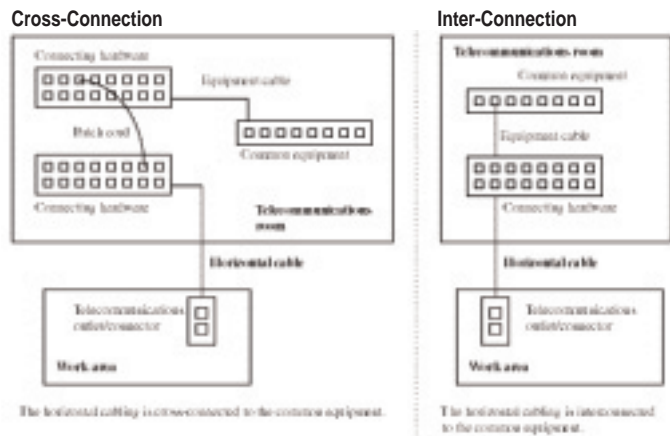 Cross-Connection
Connecting hardware
Equipment cable
Patch cord
Common equipment
Connecting hardware
Telecommunications
room
Horizontal cable
Telecommunications
outlet/connector
Work area
The horizontal cabling is cross-connected to the common equipment.
Inter-Connection
Telecommunications room
Common equipment
Equipment cable
Connecting hardware
Horizontal cable
Telecommunications
outlet/connector
Work area
The horizontal cabling is interconnected
to the common equipment.